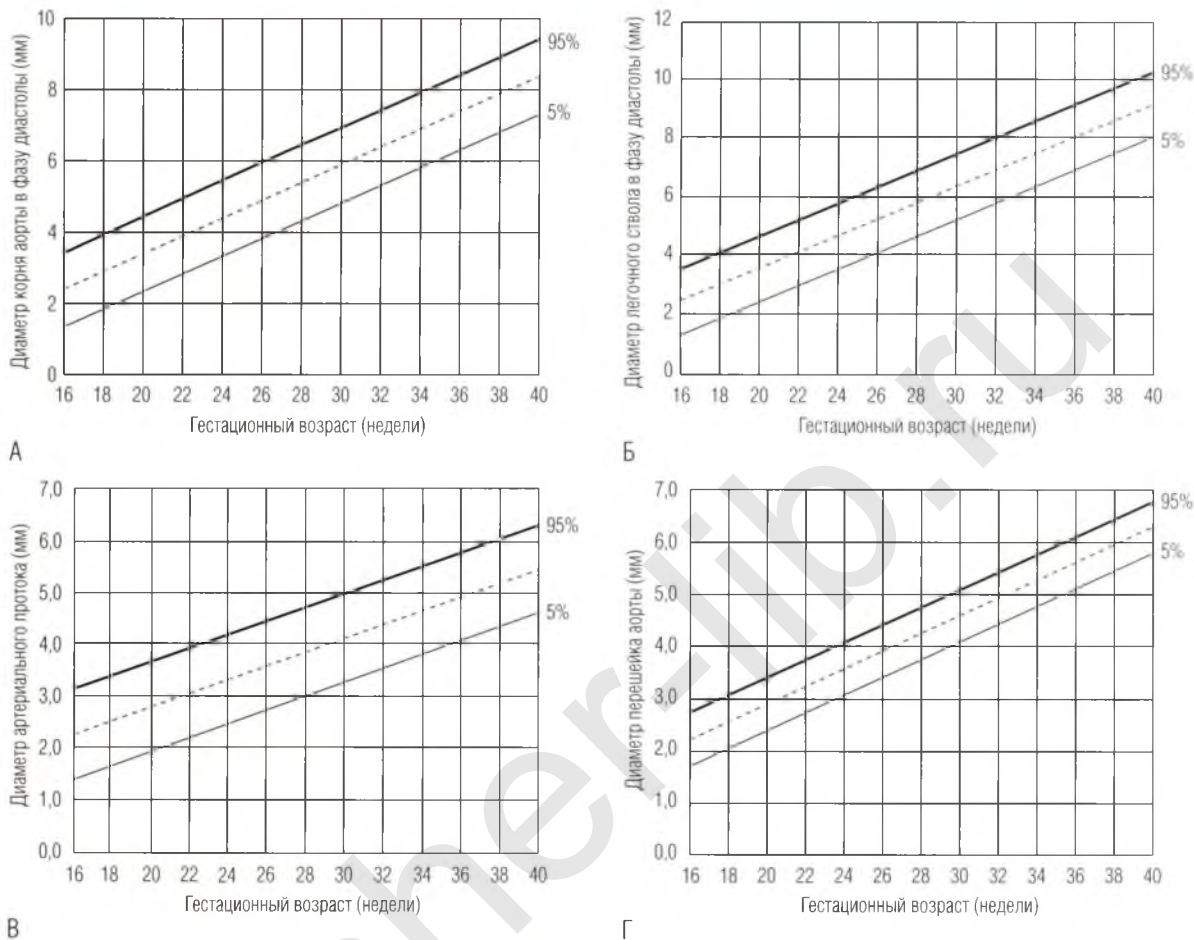 Диаметр корня аорты в фазу диастолы (мм)
10
8
6
4
2
0
95%
5%
16 18 20 22 24 26 28 30 32 34 36 38 40
Гестационный возраст (недели)
А
Диаметр легочного ствола в фазу диастолы (мм)
12
10
8
6
4
2
0
95%
5%
16 18 20 22 24 26 28 30 32 34 36 38 40
Гестационный возраст (недели)
Б
Диаметр артериального протока (мм)
7,0
6,0
5,0
4,0
3,0
2,0
1,0
0,0
95%
5%
16 18 20 22 24 26 28 30 32 34 36 38 40
Гестационный возраст (недели)
В
Диаметр перешейка аорты (мм)
7,0
6,0
5,0
4,0
3,0
2,0
1,0
0,0
95%
5%
16 18 20 22 24 26 28 30 32 34 36 38 40
Гестационный возраст (недели)
Г
her-lib.ru